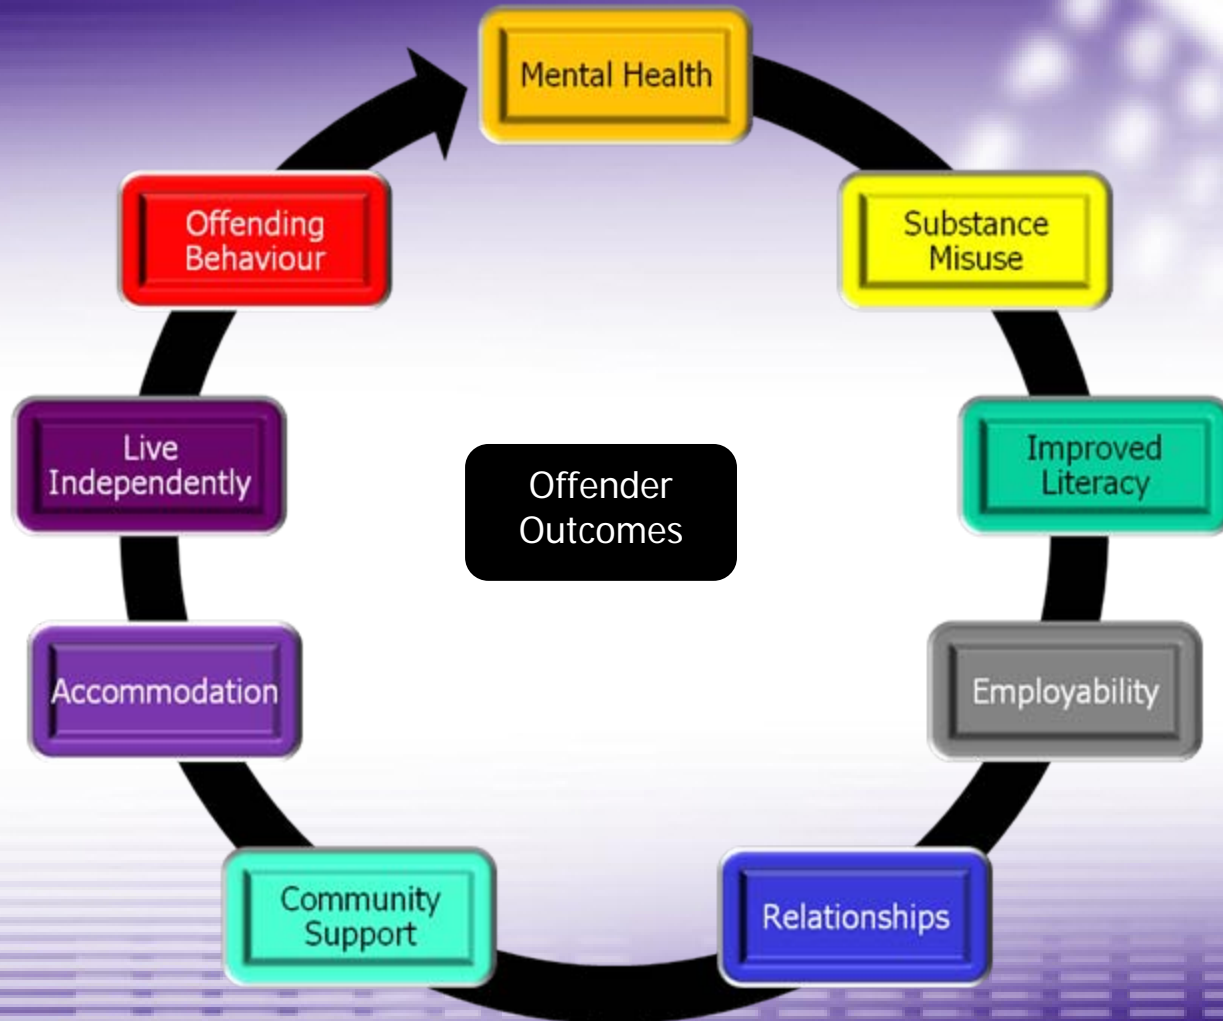 Mental Health
Substance
Misuse
Improved
Literacy
Employability
Relationships
Community
Support
Accommodation
Live
Independently
Offending
Behaviour
Offender
Outcomes